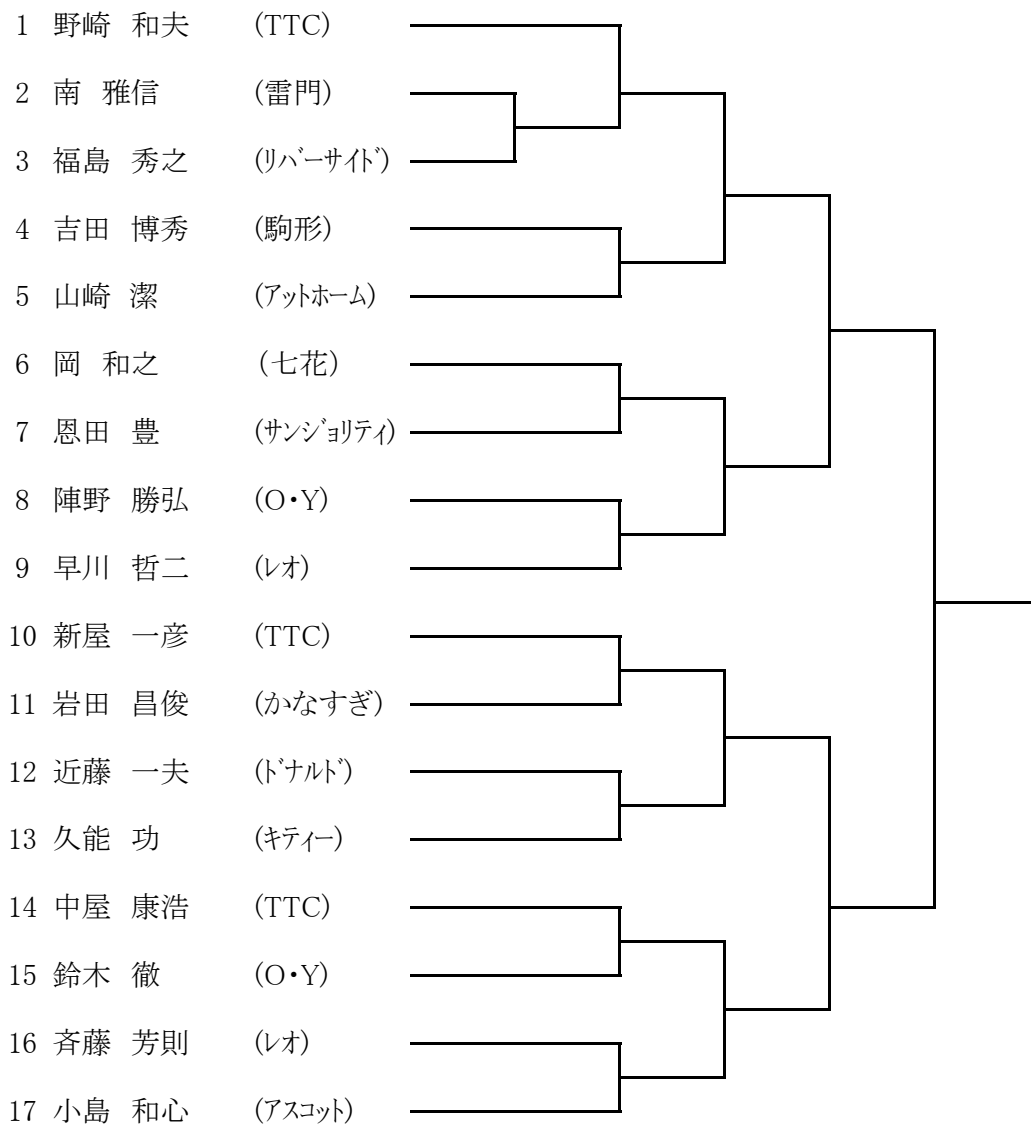 1 野崎 和夫 (TTC)
2 南 雅信 (雷門)
3 福島 秀之 (ﾘﾊﾞｰｻｲﾄﾞ)
4 吉田 博秀 (駒形)
5 山崎 潔 (ｱｯﾄﾎｰﾑ)
6 岡 和之 (七花)
7 恩田 豊 (ｻﾝｼﾞｮﾘﾃｨ)
8 陣野 勝弘 (O・Y)
9 早川 哲二 (ﾚｵ)
10 新屋 一彦 (TTC)
11 岩田 昌俊 (かなすぎ)
12 近藤 一夫 (ﾄﾞﾅﾙﾄﾞ)
13 久能 功 (ｷﾃｨｰ)
14 中屋 康浩 (TTC)
15 鈴木 徹 (O・Y)
16 斉藤 芳則 (ﾚｵ)
17 小島 和心 (ｱｽｺｯﾄ)